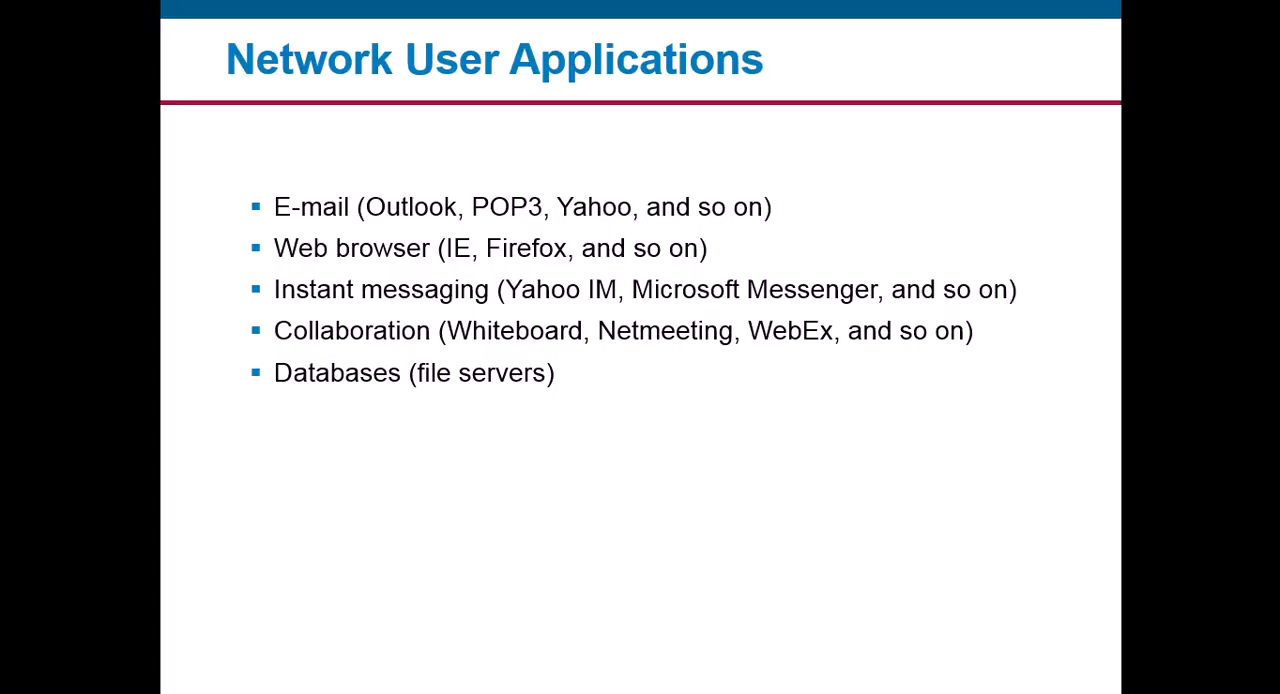 Network User Applications
E-mail (Outlook, POP3, Yahoo, and so on)
Web browser (IE, Firefox, and so on)
Instant messaging (Yahoo IM, Microsoft Messenger, and so on)
Collaboration (Whiteboard, Netmeeting, WebEx, and so on)
Databases (file servers)